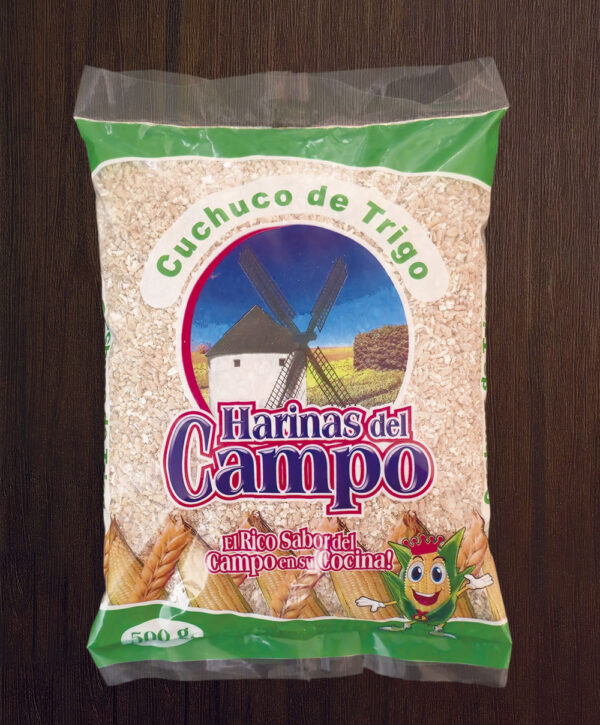 Cuchuco de Trigo
Harinas del
Campo
El Rico Sabor del
Campo en su Cocina!
500 g.